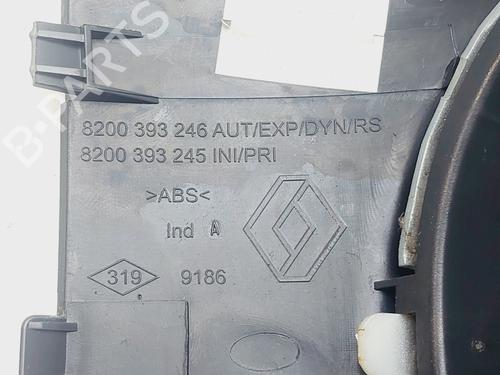 B-PARTS
8200 393 246 AUT/EXP/DYN/RS
8200 393 245 INI/PRI
>ABS<
Ind A
319 9186